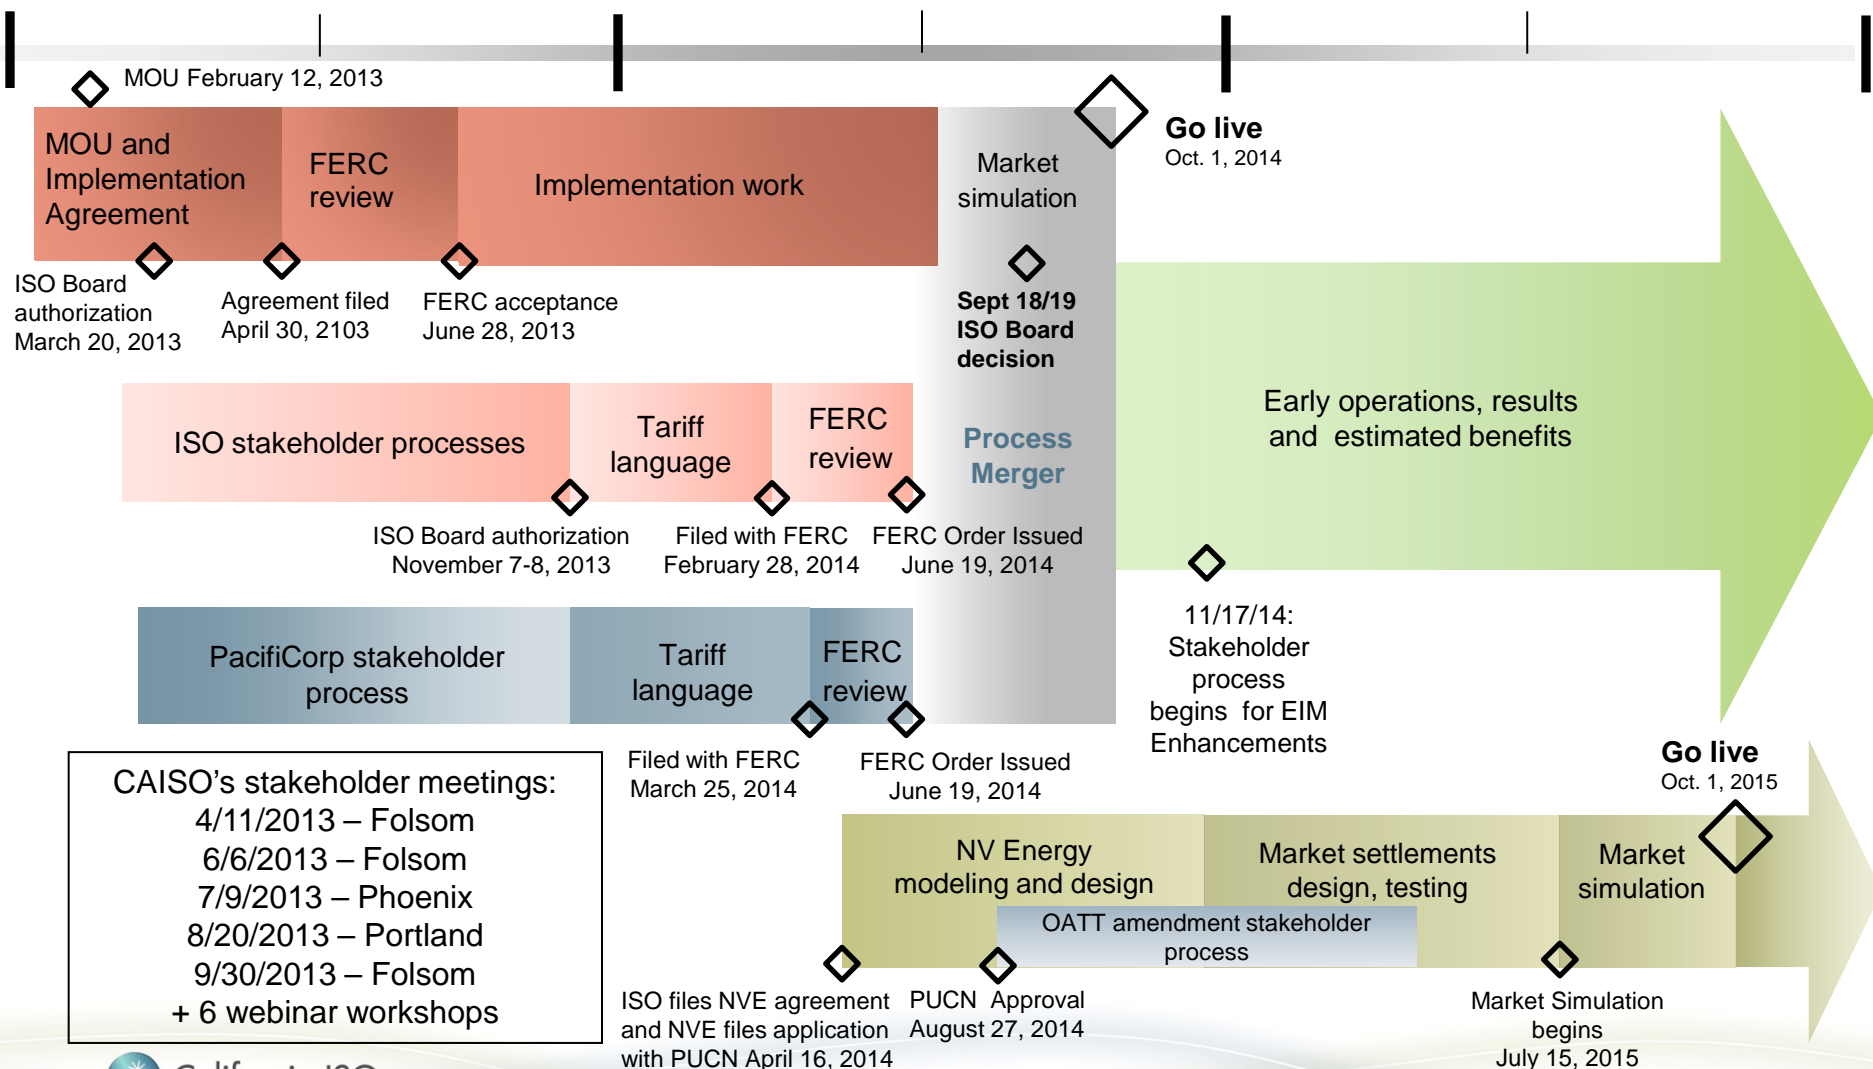 MOU February 12, 2013
MOU and
Implementation
Agreement
FERC
review
Implementation work
Market
simulation
Go live
Oct. 1, 2014
ISO Board
authorization
March 20, 2013
Agreement filed
April 30, 2103
FERC acceptance
June 28, 2013
Sept 18/19
ISO Board
decision
Process
Merger
ISO stakeholder processes
Tariff
language
FERC
review
Early operations, results
and estimated benefits
ISO Board authorization
November 7-8, 2013
Filed with FERC
February 28, 2014
FERC Order Issued
June 19, 2014
11/17/14:
Stakeholder
process
begins for EIM
Enhancements
PacifiCorp stakeholder
process
Tariff
language
FERC
review
Filed with FERC
March 25, 2014
FERC Order Issued
June 19, 2014
Go live
Oct. 1, 2015
CAISO's stakeholder meetings:
4/11/2013 – Folsom
6/6/2013 – Folsom
7/9/2013 – Phoenix
8/20/2013 – Portland
9/30/2013 – Folsom
+ 6 webinar workshops
NV Energy
modeling and design
Market settlements
design, testing
Market
simulation
OATT amendment stakeholder
process
ISO files NVE agreement
and NVE files application
with PUCN April 16, 2014
PUCN Approval
August 27, 2014
Market Simulation
begins
July 15, 2015
California ISO